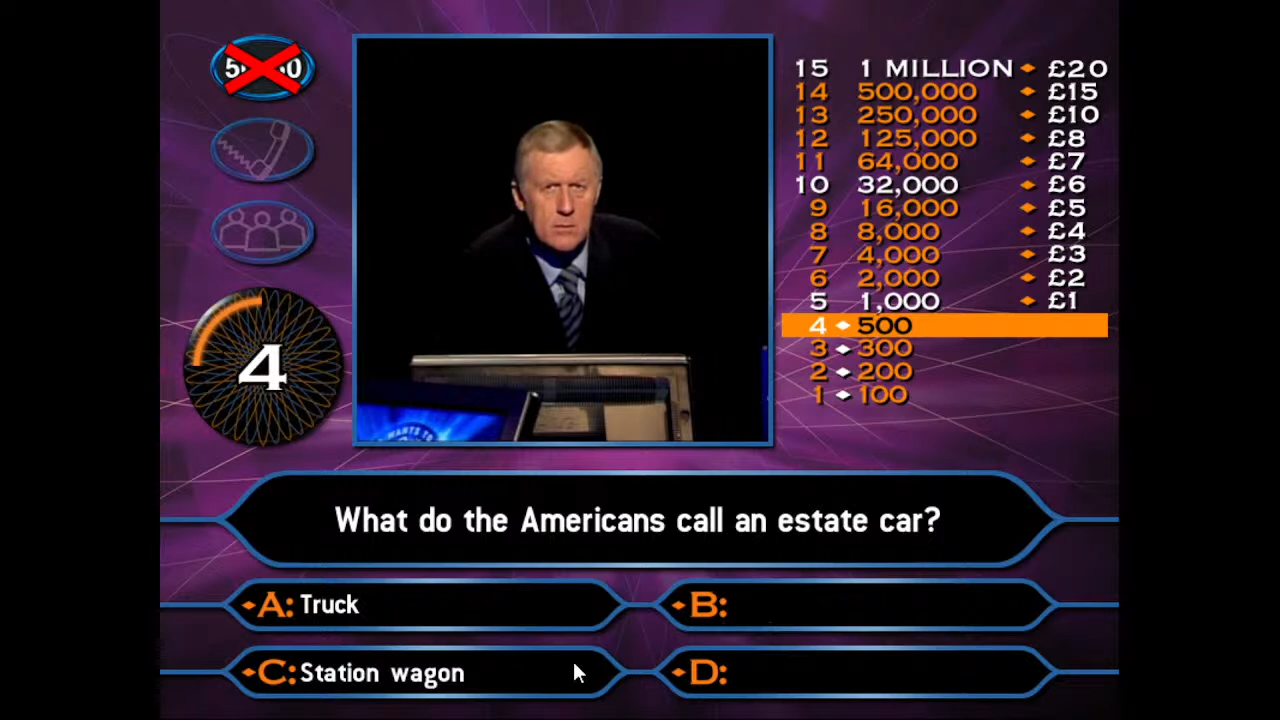 15 1 MILLION £20
14 500,000 £15
13 250,000 £10
12 125,000 £8
11 64,000 £7
10 32,000 £6
9 16,000 £5
8 8,000 £4
7 4,000 £3
6 2,000 £2
5 1,000 £1
4 500
3 300
2 200
1 100
4
WANTS TO
What do the Americans call an estate car?
A: Truck
B:
C: Station wagon
D: